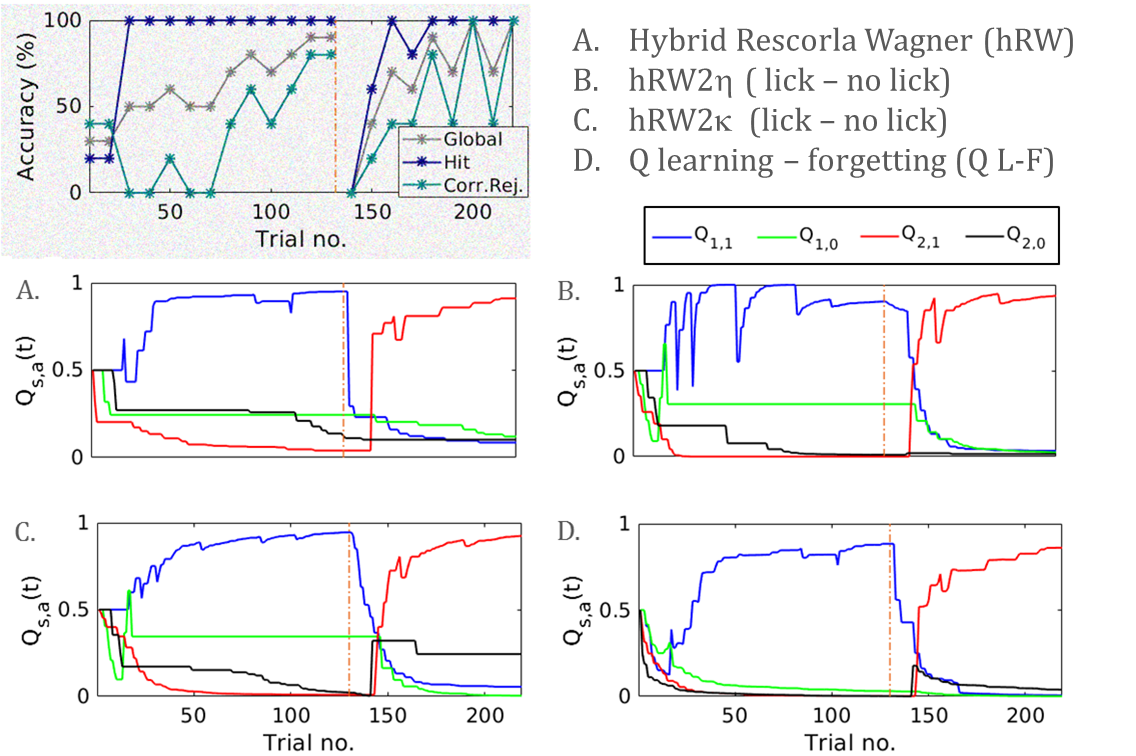 100
50
0
Accuracy (%)
50
100
150
200
Trial no.
Global
Hit
Corr.Rej.
A. Hybrid Rescorla Wagner (hRW)
B. hRW2η ( lick – no lick)
C. hRW2κ (lick – no lick)
D. Q learning – forgetting (Q L-F)
Q1,1 Q1,0 Q2,1 Q2,0
A.
1
0.5
0
Qs,a(t)
B.
1
0.5
0
Qs,a(t)
C.
1
0.5
0
Qs,a(t)
50 100 150 200
Trial no.
D.
1
0.5
0
Qs,a(t)
50 100 150 200
Trial no.